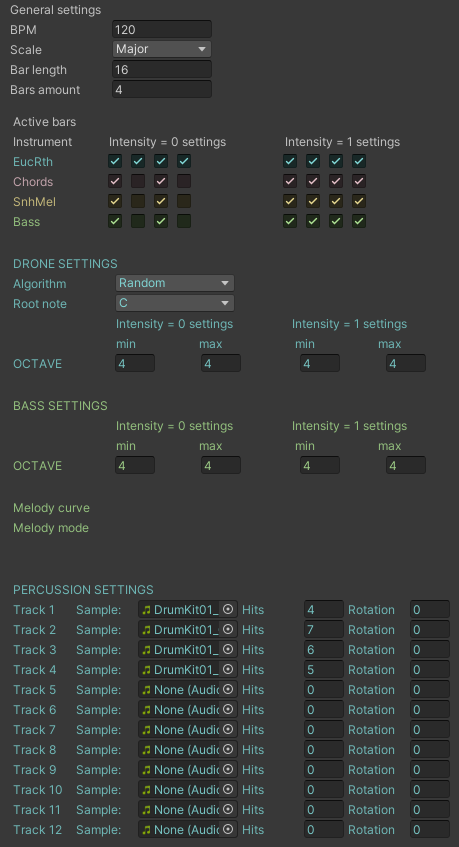 General settings
BPM 120
Scale Major
Bar length 16
Bars amount 4
Active bars
Instrument Intensity = 0 settings Intensity = 1 settings
EucRth
Chords
SnhMel
Bass
DRONE SETTINGS
Algorithm Random
Root note C
Intensity = 0 settings Intensity = 1 settings
min max min max
OCTAVE 4 4 4 4
BASS SETTINGS
Intensity = 0 settings Intensity = 1 settings
min max min max
OCTAVE 4 4 4 4
Melody curve
Melody mode
PERCUSSION SETTINGS
Track 1 Sample: DrumKit01_ Hits 4 Rotation 0
Track 2 Sample: DrumKit01_ Hits 7 Rotation 0
Track 3 Sample: DrumKit01_ Hits 6 Rotation 0
Track 4 Sample: DrumKit01_ Hits 5 Rotation 0
Track 5 Sample: None (Audic Hits 0 Rotation 0
Track 6 Sample: None (Audic Hits 0 Rotation 0
Track 7 Sample: None (Audic Hits 0 Rotation 0
Track 8 Sample: None (Audic Hits 0 Rotation 0
Track 9 Sample: None (Audic Hits 0 Rotation 0
Track 10 Sample: None (Audic Hits 0 Rotation 0
Track 11 Sample: None (Audic Hits 0 Rotation 0
Track 12 Sample: None (Audic Hits 0 Rotation 0